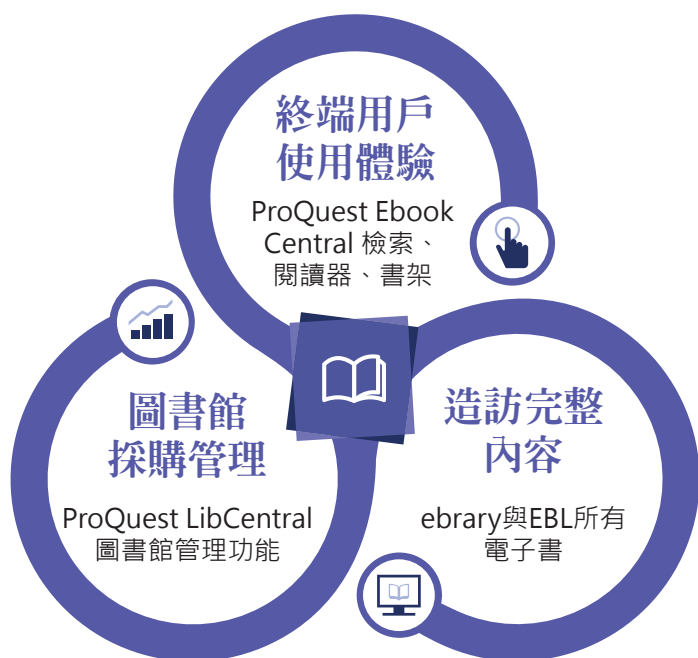 終端用戶
使用體驗
ProQuest Ebook
Central 檢索、
閱讀器、書架
圖書館
採購管理
ProQuest LibCentral
圖書館管理功能
造訪完整
內容
ebrary與EBL所有
電子書